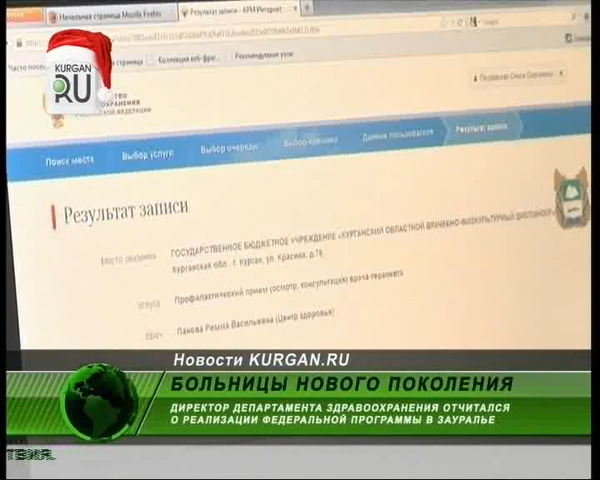 Начальная страница Mozilla Firefox
Результат записи - АРМ Интернет
KURGAN
RU
Коллекция веб-фраг...
Рекомендуемые узлы
Поиск места
Выбор услуги
Выбор очереди
Выбор времени
Данные пользователя
Результат записи
Результат записи
Место оказания
ГОСУДАРСТВЕННОЕ БЮДЖЕТНОЕ УЧРЕЖДЕНИЕ «КУРГАНСКИЙ ОБЛАСТНОЙ ВРАЧЕБНО-ФИЗКУЛЬТУРНЫЙ ДИСПАНСЕР
Курганская обл., г. Курган, ул. Красина, д.
Услуга
Профилактический прием (осмотр, консультация) врача-терапевта
Врач
Панова Римма Васильевна (Центр здоровья)
Новости KURGAN.RU
БОЛЬНИЦЫ НОВОГО ПОКОЛЕНИЯ
ДИРЕКТОР ДЕПАРТАМЕНТА ЗДРАВООХРАНЕНИЯ ОТЧИТАЛСЯ
О РЕАЛИЗАЦИИ ФЕДЕРАЛЬНОЙ ПРОГРАММЫ В ЗАУРАЛЬЕ